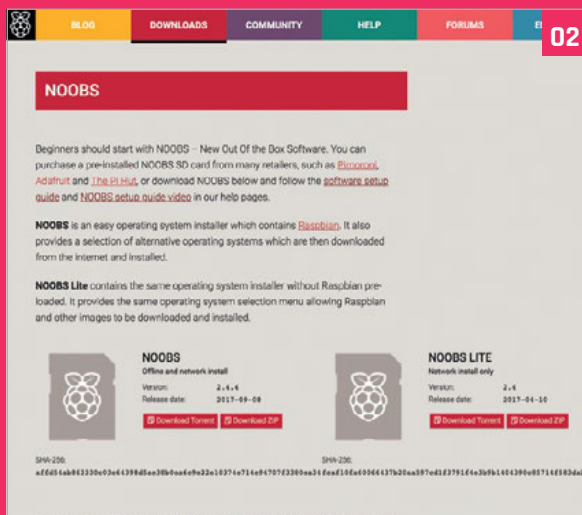 BLOG DOWNLOADS COMMUNITY HELP FORUMS
02
NOOBS
Beginners should start with NOOBS – New Out Of the Box Software. You can
purchase a pre-installed NOOBS SD card from many retailers, such as Pimoroni,
Adafruit and The Pi Hut, or download NOOBS below and follow the software setup
guide and NOOBS setup guide video in our help pages.
NOOBS is an easy operating system installer which contains Raspbian. It also
provides a selection of alternative operating systems which are then downloaded
from the internet and installed.
NOOBS Lite contains the same operating system installer without Raspbian pre-
loaded. It provides the same operating system selection menu allowing Raspbian
and other images to be downloaded and installed.
NOOBS
Offline and network install
Version: 2.4.4
Release date: 2017-09-08
Download Torrent Download ZIP
SHA-256:
NOOBS LITE
Network install only
Version: 2.4
Release date: 2017-04-10
Download Torrent Download ZIP
SHA-256: